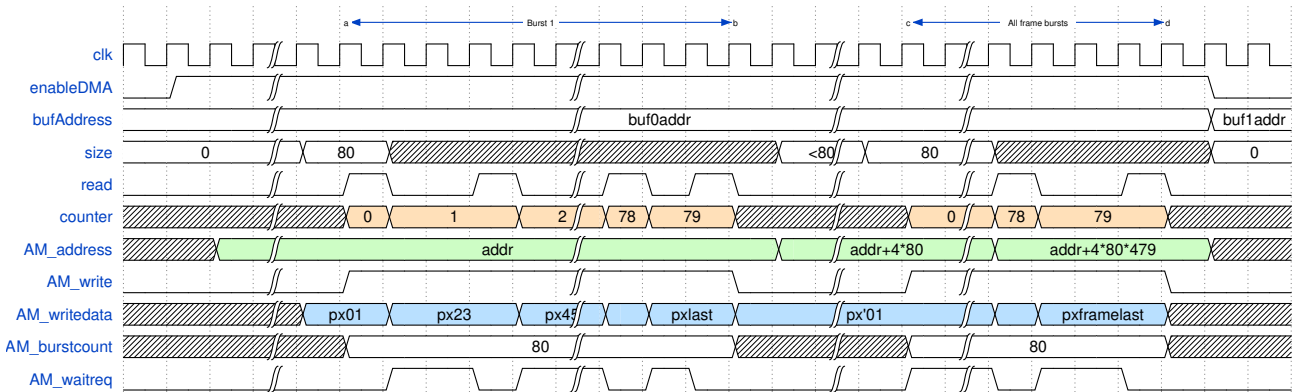 a Burst 1 b c All frame bursts d
clk
enableDMA
bufAddress buf0addr buf1addr
size 0 80 <80 80 0
read
counter 0 1 2 78 79 0 78 79
AM_address addr addr+4*80 addr+4*80*479
AM_write
AM_writedata px01 px23 px45 pxlast px'01 pxframelast
AM_burstcount 80 80
AM_waitreq